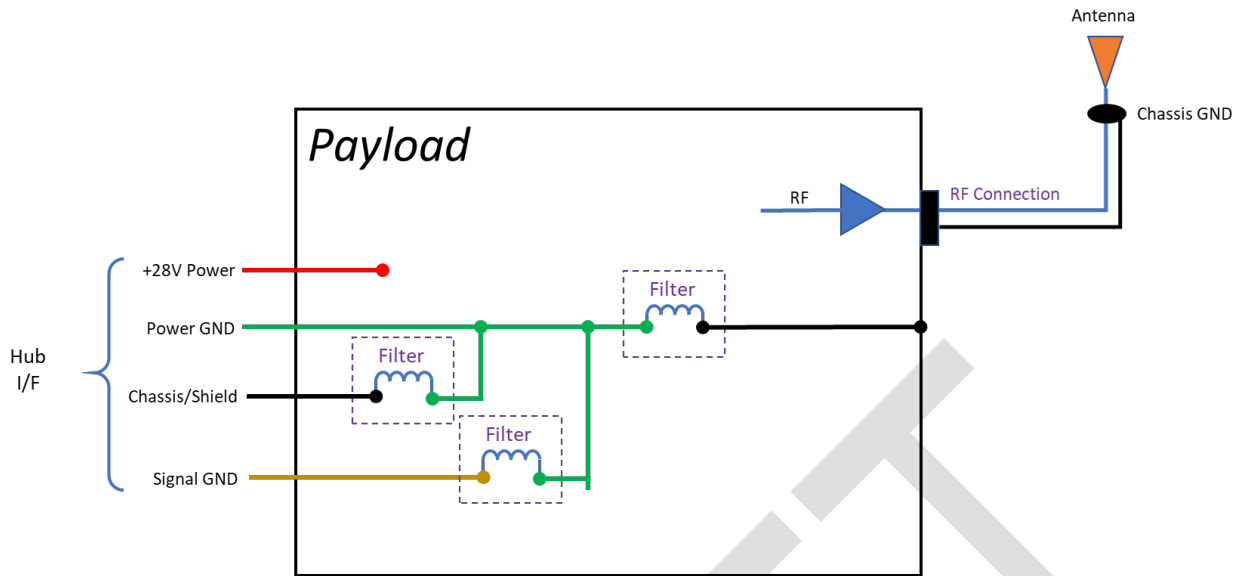 Antenna
Chassis GND
Payload
RF
RF Connection
+28V Power
Filter
Power GND
Hub
I/F
Filter
Chassis/Shield
Filter
Signal GND